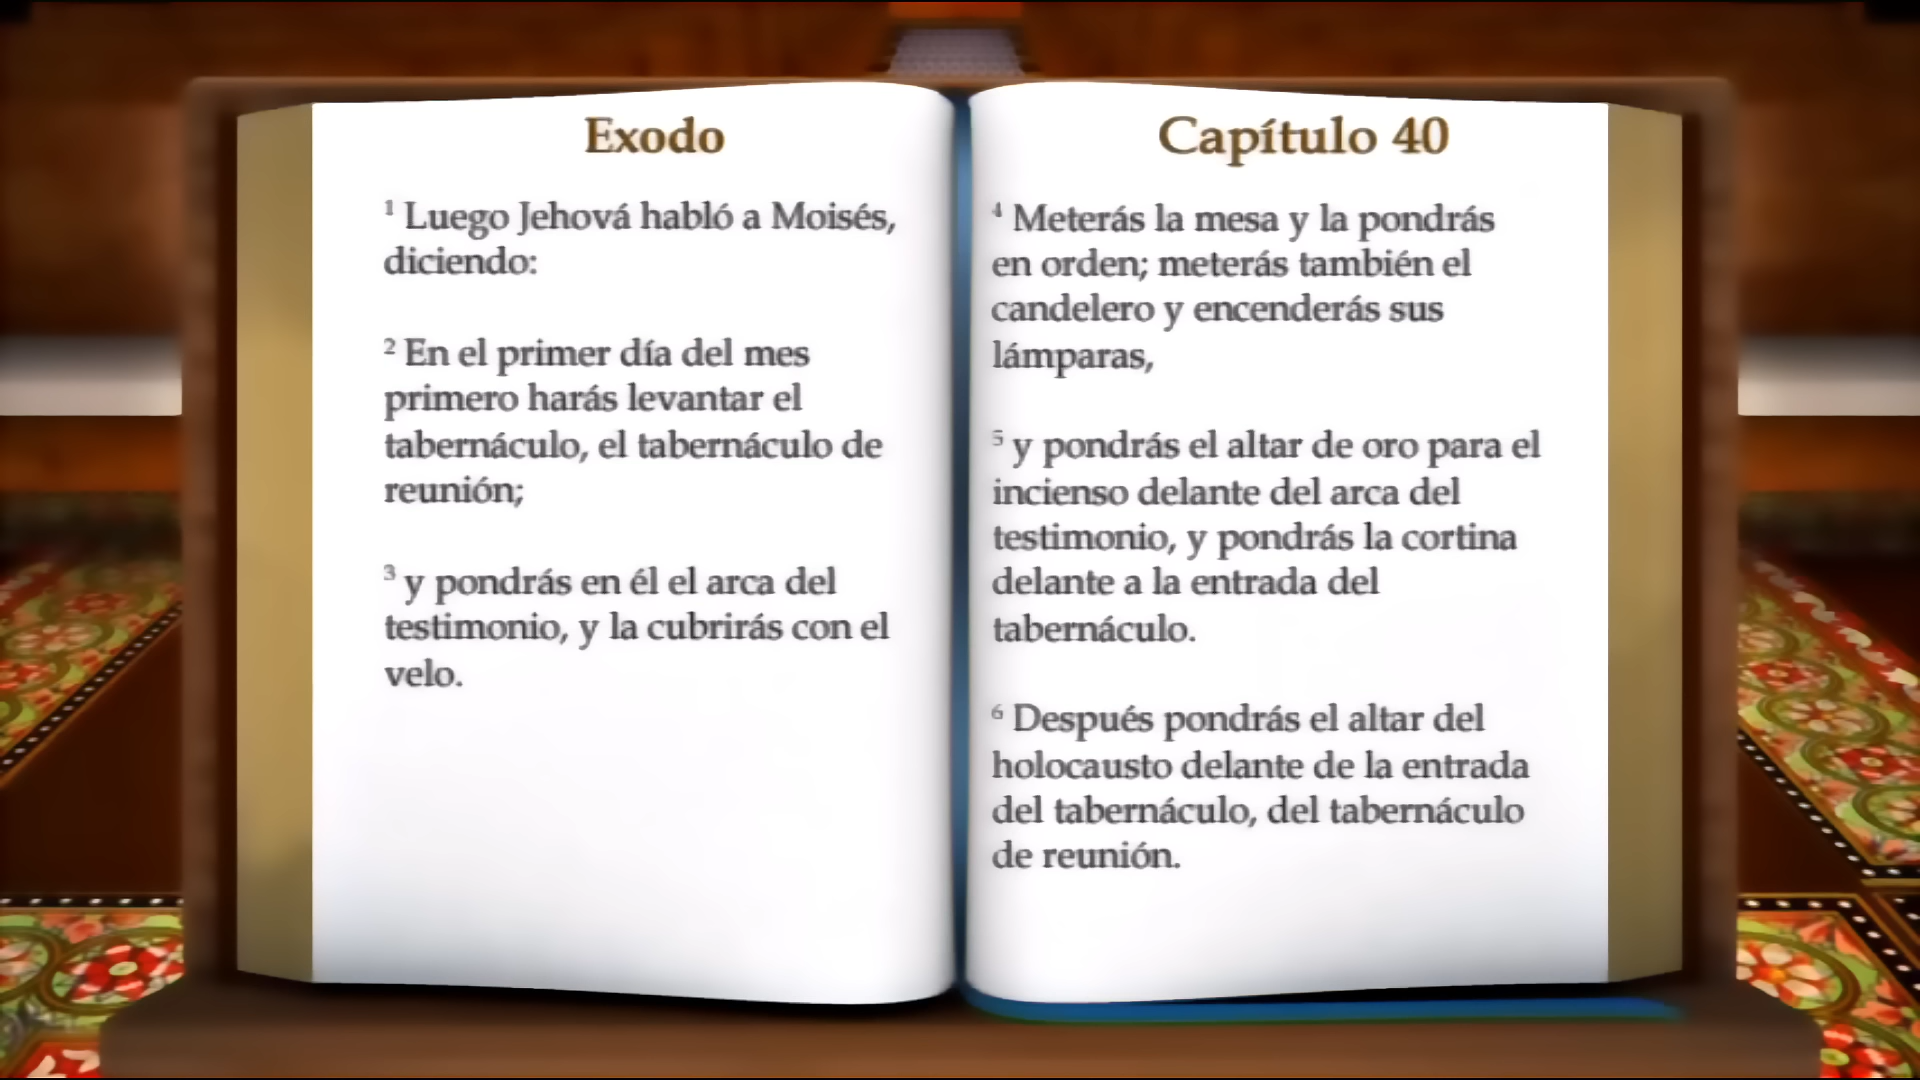 Exodo
1 Luego Jehová habló a Moisés,
diciendo:
2 En el primer día del mes
primero harás levantar el
tabernáculo, el tabernáculo de
reunión;
3 y pondrás en él el arca del
testimonio, y la cubrirás con el
velo.
Capítulo 40
4 Meterás la mesa y la pondrás
en orden; meterás también el
candelero y encenderás sus
lámparas,
5 y pondrás el altar de oro para el
incienso delante del arca del
testimonio, y pondrás la cortina
delante a la entrada del
tabernáculo.
6 Después pondrás el altar del
holocausto delante de la entrada
del tabernáculo, del tabernáculo
de reunión.